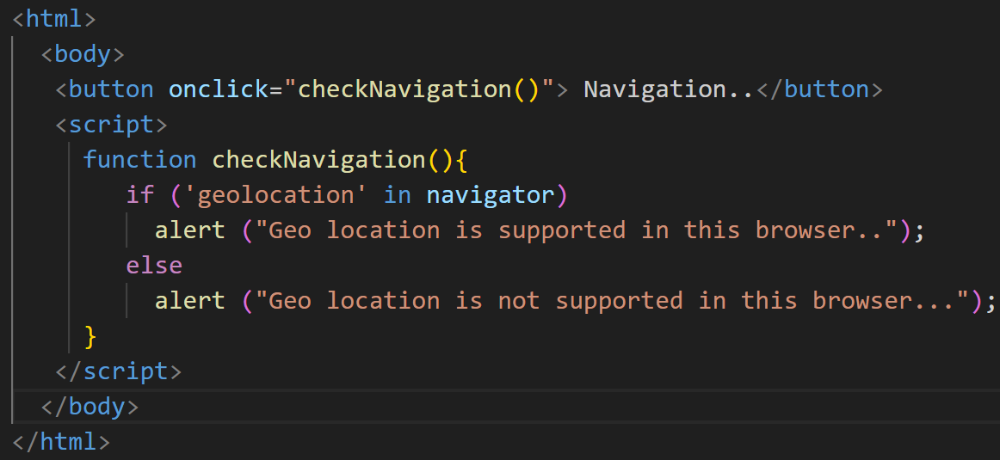 <html>
<body>
<button onclick="checkNavigation()"> Navigation..</button>
<script>
function checkNavigation(){
if ('geolocation' in navigator)
alert ("Geo location is supported in this browser..");
else
alert ("Geo location is not supported in this browser...");
}
</script>
</body>
</html>